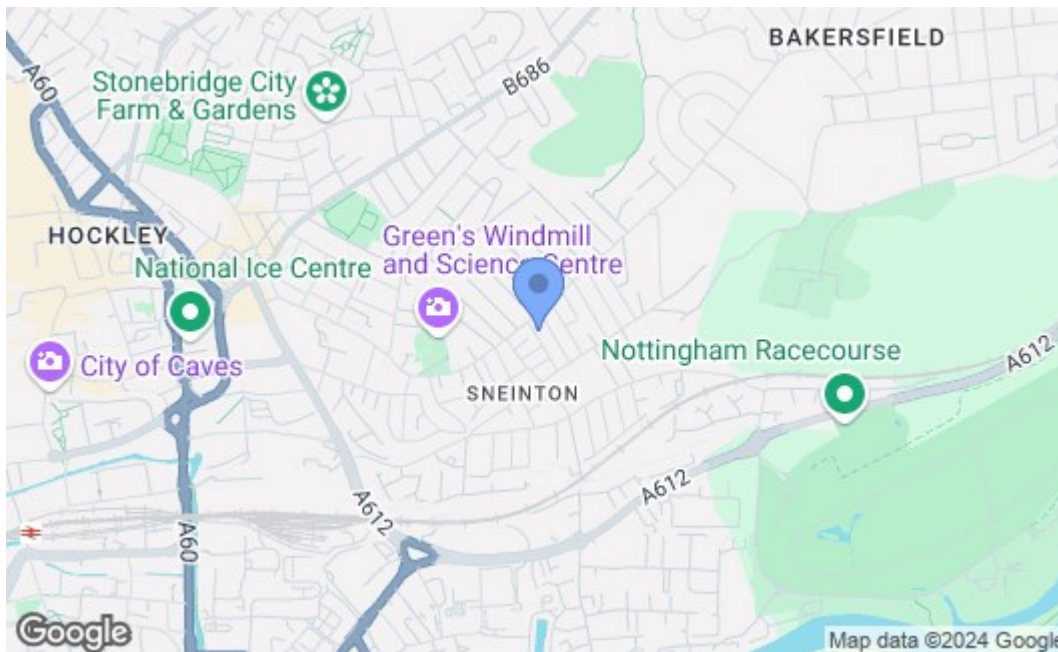 BAKERSFIELD
A60
Stonebridge City
Farm & Gardens
B686
HOCKLEY
Green's Windmill
and Science Centre
National Ice Centre
City of Caves
Nottingham Racecourse
A612
SNEINTON
A612
A612
A60
Google
Map data ©2024 Google